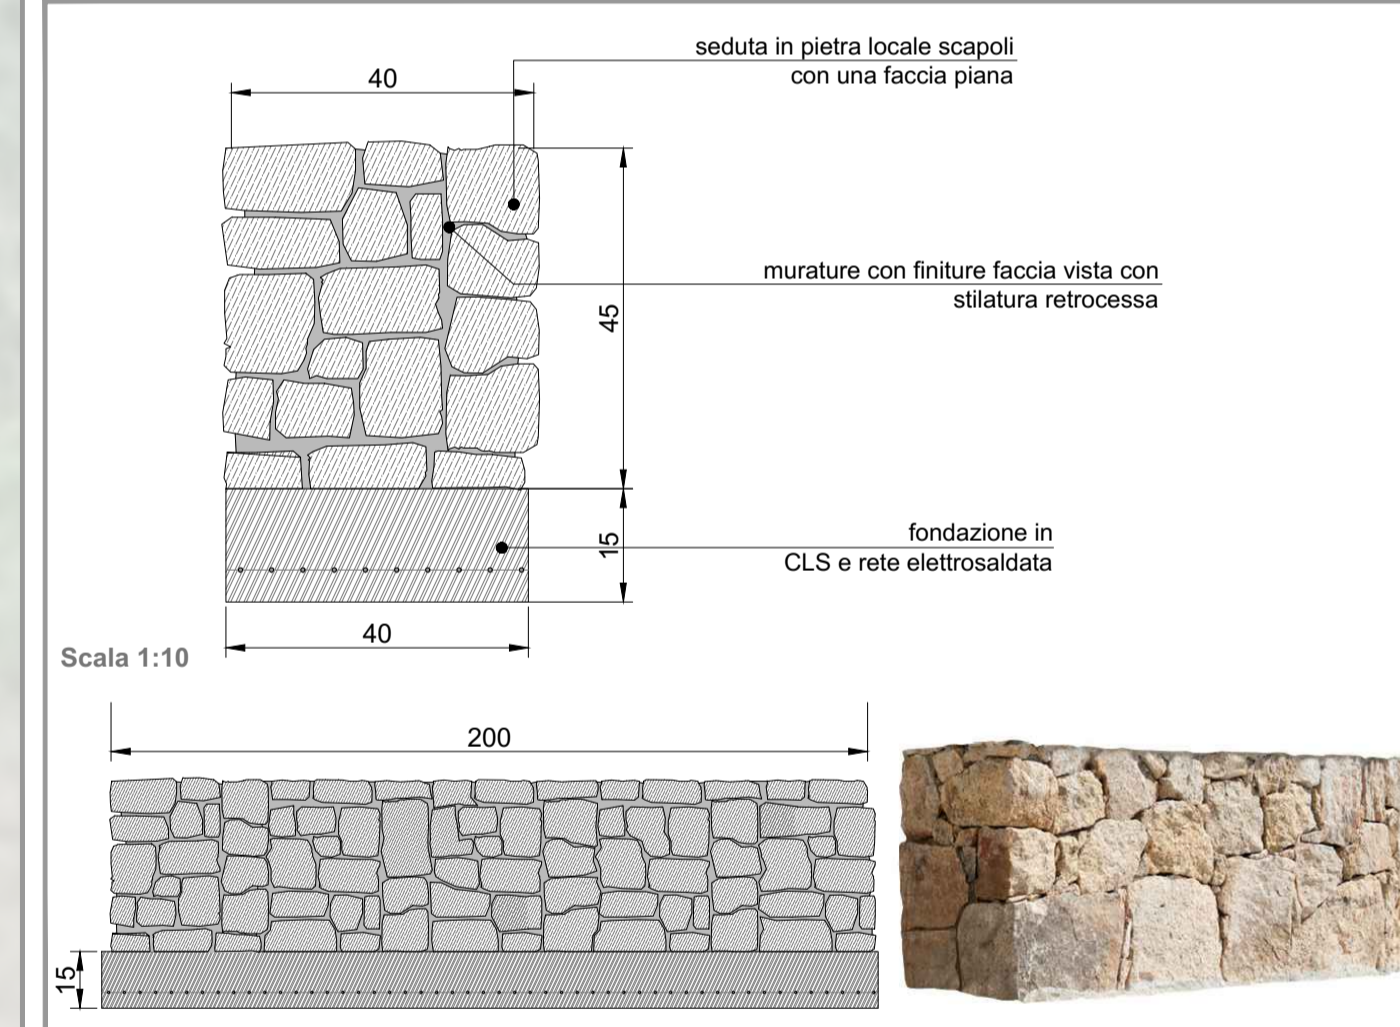 40
seduta in pietra locale scapoli
con una faccia piana
45
murature con finiture faccia vista con
stilatura retrocessa
15
fondazione in
CLS e rete elettrosaldata
40
Scala 1:10
200
15